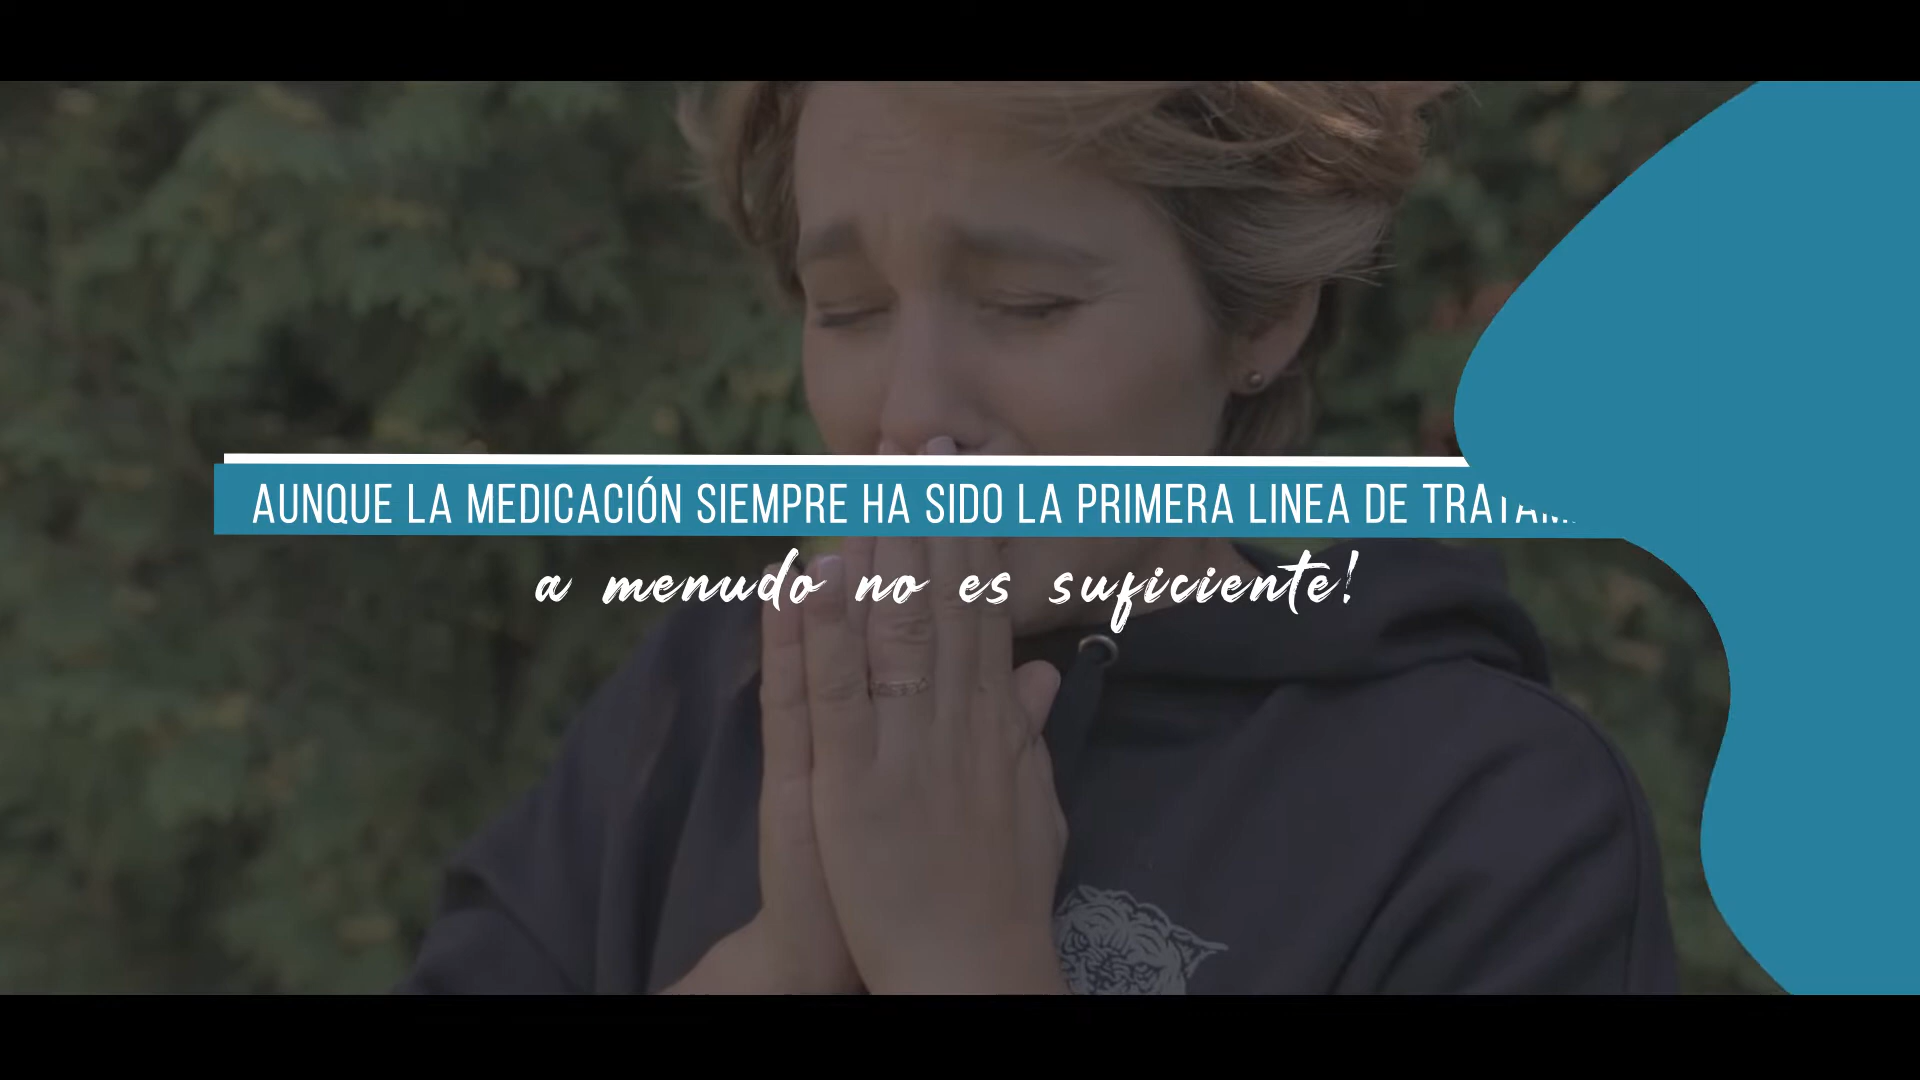 AUNQUE LA MEDICACIÓN SIEMPRE HA SIDO LA PRIMERA LINEA DE
a menudo no es suficiente!